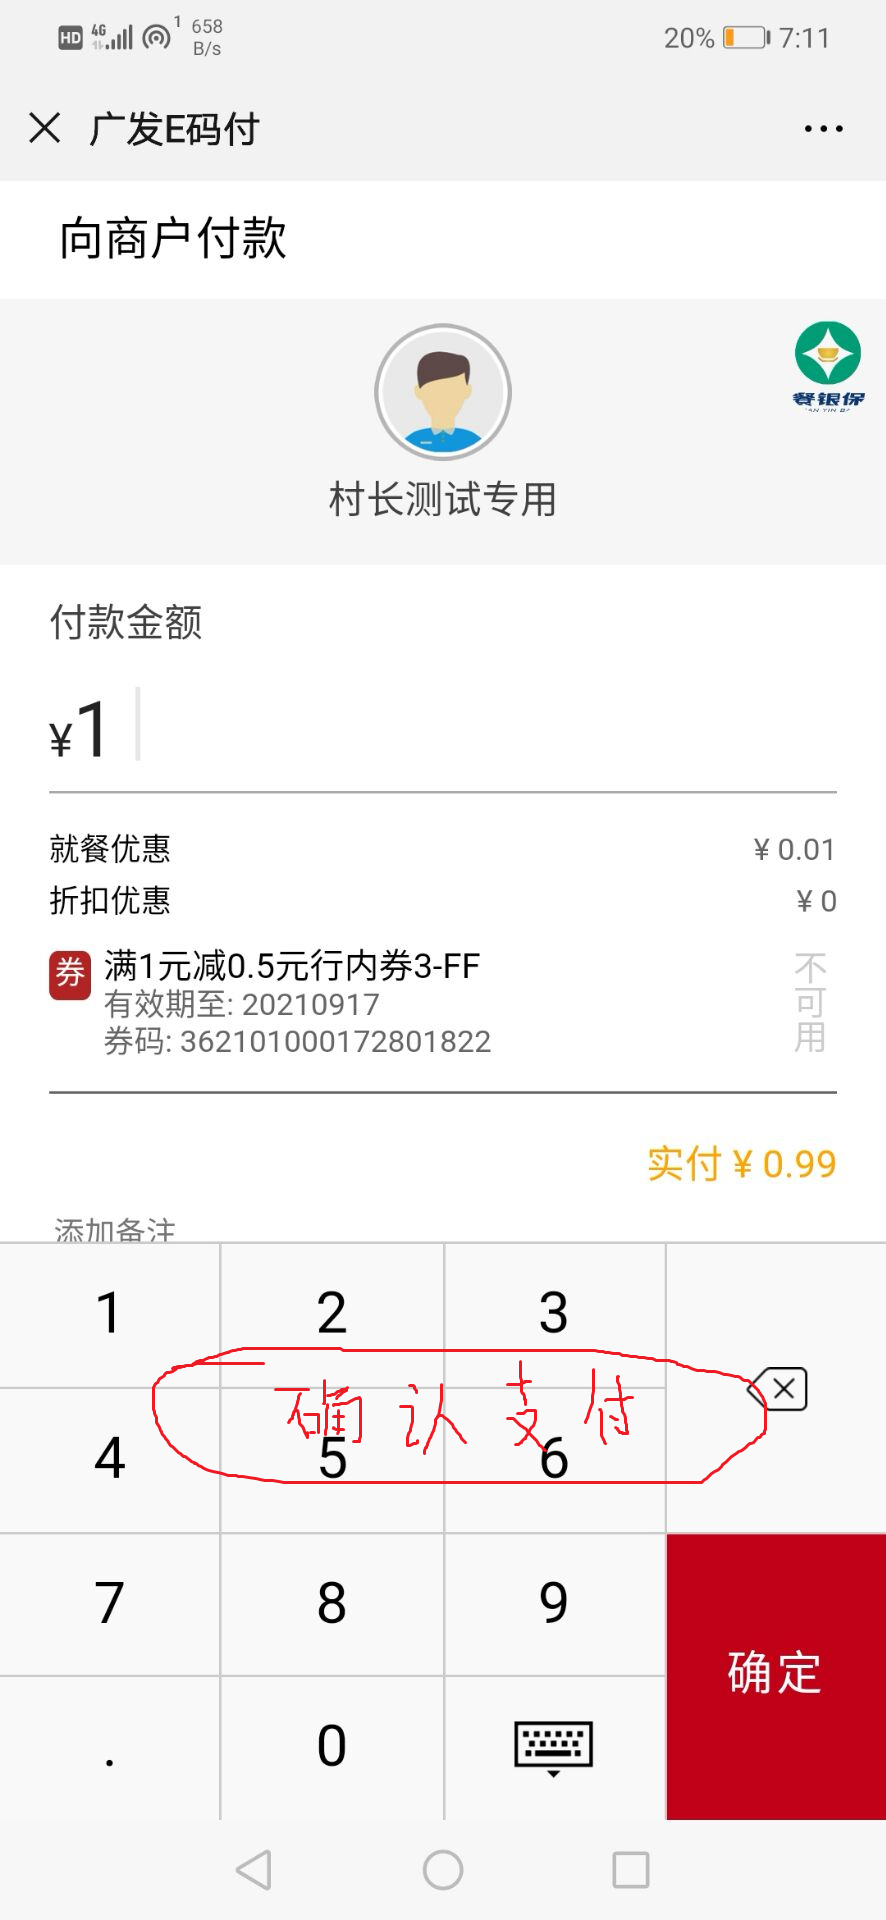 HD 4G 1 658 B/s 20% 7:11
广发E码付
向商户付款
餐银保
村长测试专用
付款金额
¥1
就餐优惠 ¥ 0.01
折扣优惠 ¥ 0
券 满1元减0.5元行内券3-FF
有效期至: 20210917
券码: 362101000172801822
不可用
实付 ¥ 0.99
添加备注
1 2 3
确认支付
4 5 6
7 8 9
确定
. 0